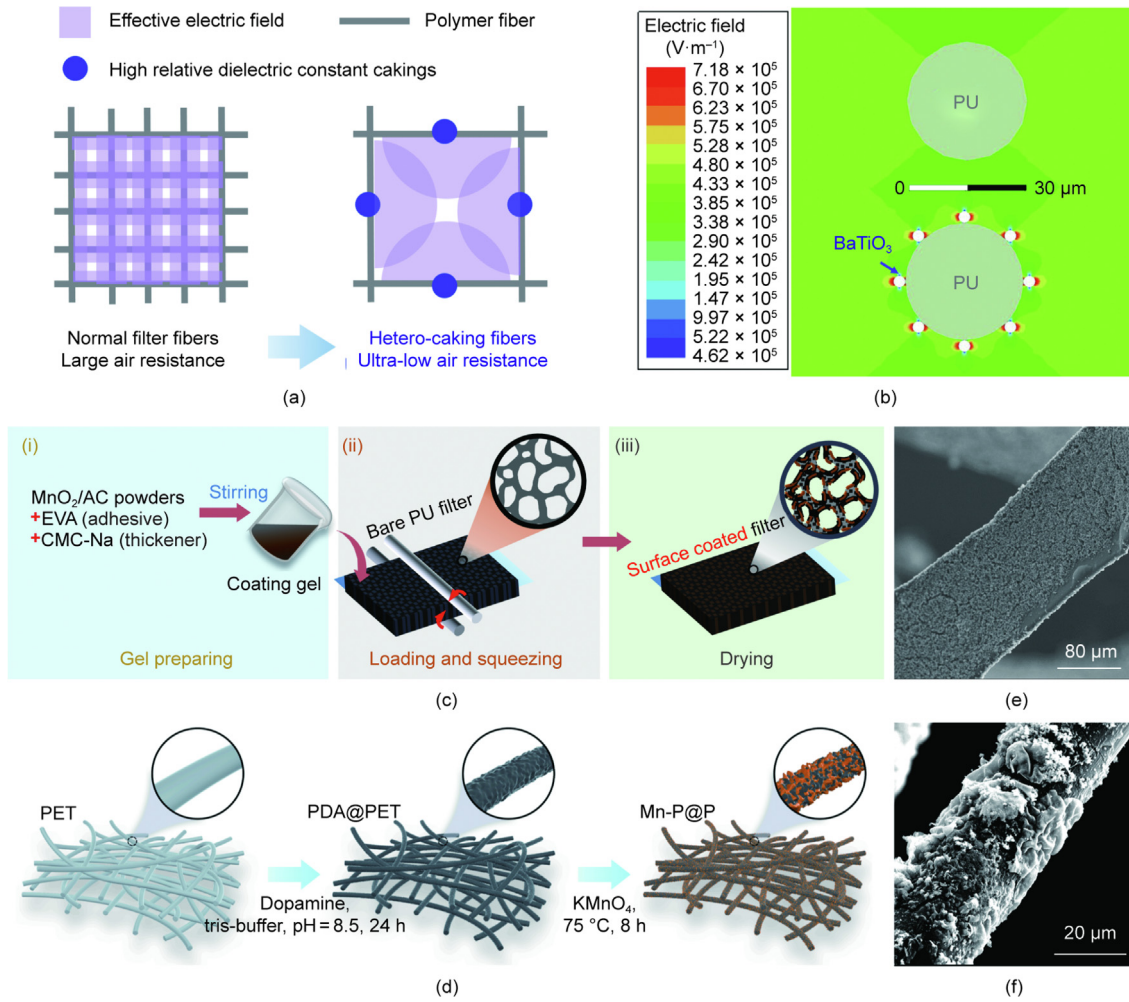 Effective electric field
Polymer fiber
High relative dielectric constant cakings
Normal filter fibers
Large air resistance
Hetero-caking fibers
Ultra-low air resistance
(a)
Electric field
(V·m⁻¹)
7.18 × 10⁵
6.70 × 10⁵
6.23 × 10⁵
5.75 × 10⁵
5.28 × 10⁵
4.80 × 10⁵
4.33 × 10⁵
3.85 × 10⁵
3.38 × 10⁵
2.90 × 10⁵
2.42 × 10⁵
1.95 × 10⁵
1.47 × 10⁵
9.97 × 10⁵
5.22 × 10⁵
4.62 × 10⁵
PU
0 30 μm
BaTiO₃
PU
(b)
(i)
MnO₂/AC powders
+EVA (adhesive)
+CMC-Na (thickener)
Stirring
Coating gel
Gel preparing
(ii)
Bare PU filter
Loading and squeezing
(iii)
Surface coated filter
Drying
(c)
80 μm
(e)
PET
Dopamine,
tris-buffer, pH = 8.5, 24 h
PDA@PET
KMnO₄,
75 °C, 8 h
Mn-P@P
(d)
20 μm
(f)